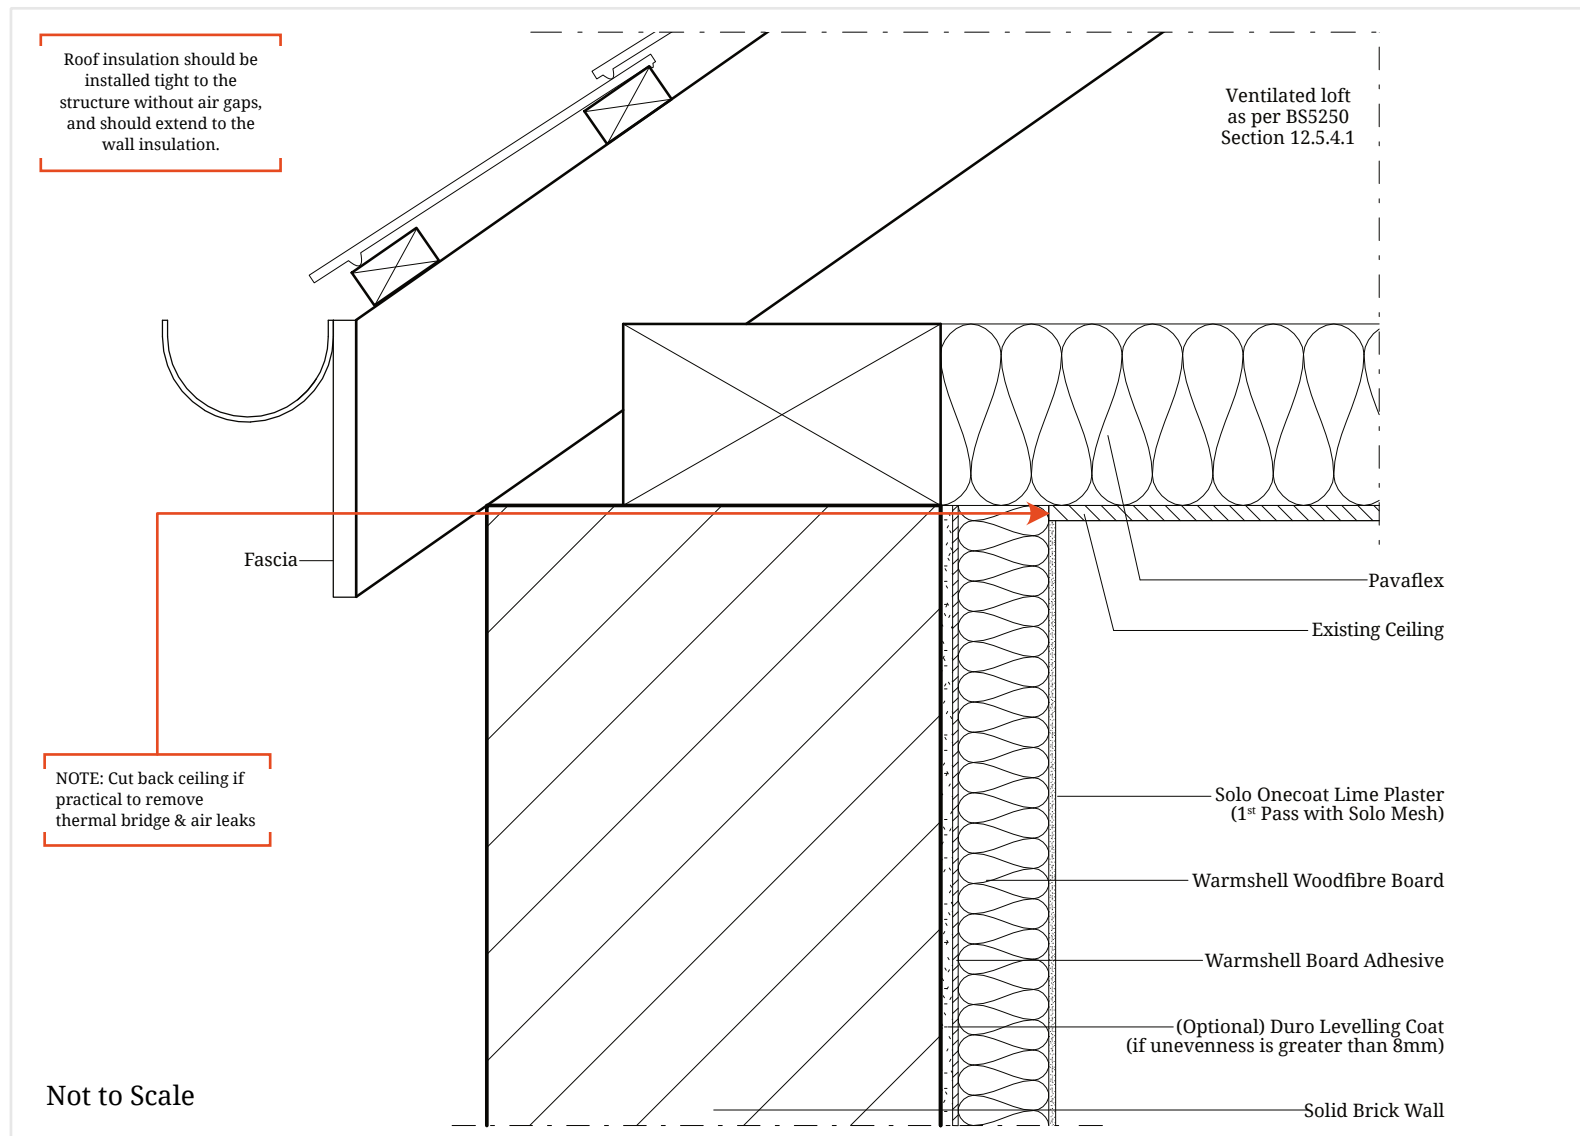 Roof insulation should be
installed tight to the
structure without air gaps,
and should extend to the
wall insulation.
Ventilated loft
as per BS5250
Section 12.5.4.1
Fascia
Pavaflex
Existing Ceiling
NOTE: Cut back ceiling if
practical to remove
thermal bridge & air leaks
Solo Onecoat Lime Plaster
(1st Pass with Solo Mesh)
Warmshell Woodfibre Board
Warmshell Board Adhesive
(Optional) Duro Levelling Coat
(if unevenness is greater than 8mm)
Not to Scale
Solid Brick Wall